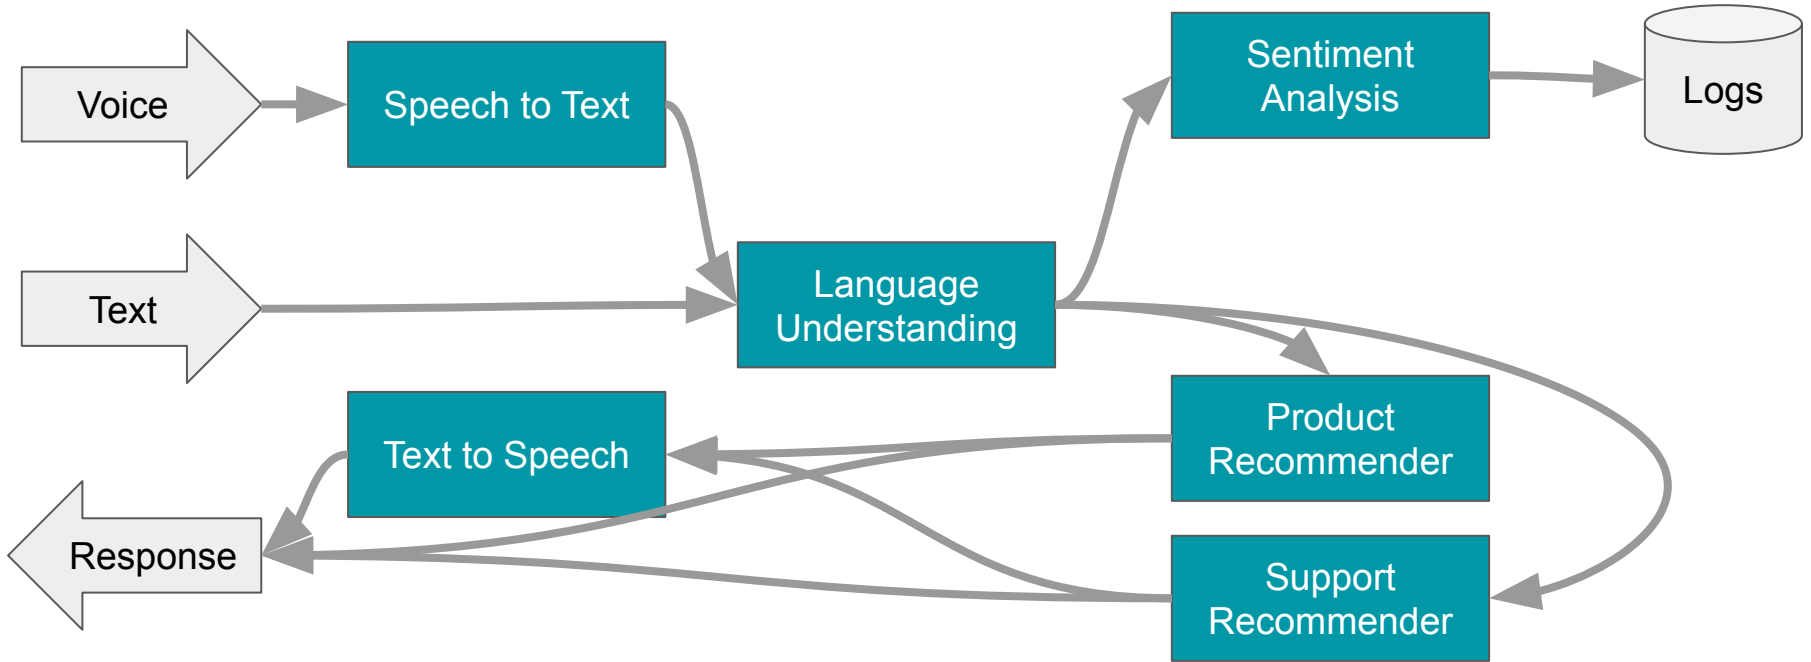 Voice
Speech to Text
Sentiment
Analysis
Logs
Text
Language
Understanding
Text to Speech
Product
Recommender
Response
Support
Recommender